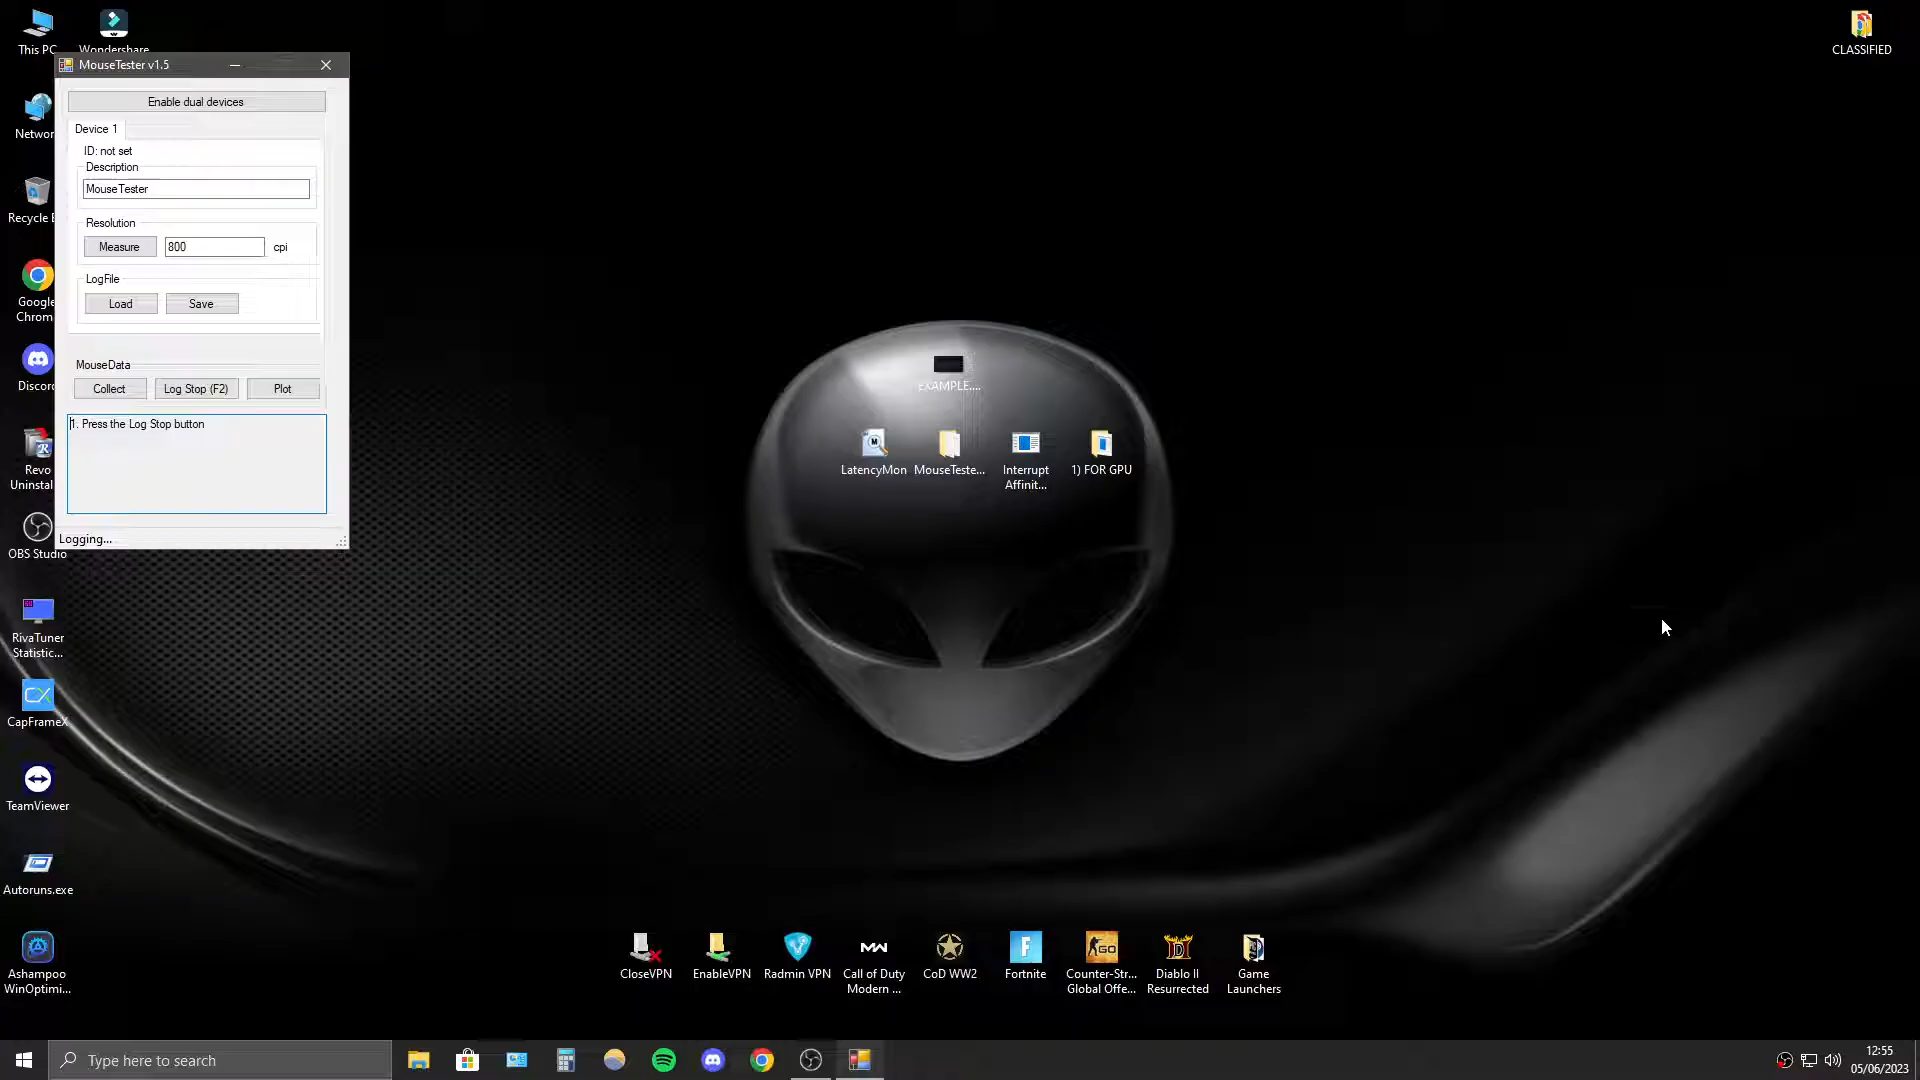 This PC
Wondershare
CLASSIFIED
MouseTester v1.5
Enable dual devices
Device 1
ID: not set
Description
MouseTester
Resolution
Measure
800
cpi
LogFile
Load
Save
MouseData
Collect
Log Stop (F2)
Plot
1. Press the Log Stop button
Logging...
Networ
Recycle B
Google
Chrom
Discord
Revo
Uninstal
OBS Studio
RivaTuner
Statistic...
CapFrameX
TeamViewer
Autoruns.exe
Ashampoo
WinOptimi...
EXAMPLE....
LatencyMon
MouseTeste...
Interrupt
Affinit...
1) FOR GPU
CloseVPN
EnableVPN
Radmin VPN
Call of Duty
Modern ...
CoD WW2
Fortnite
Counter-Str...
Global Offe...
Diablo II
Resurrected
Game
Launchers
Type here to search
12:55
05/06/2023